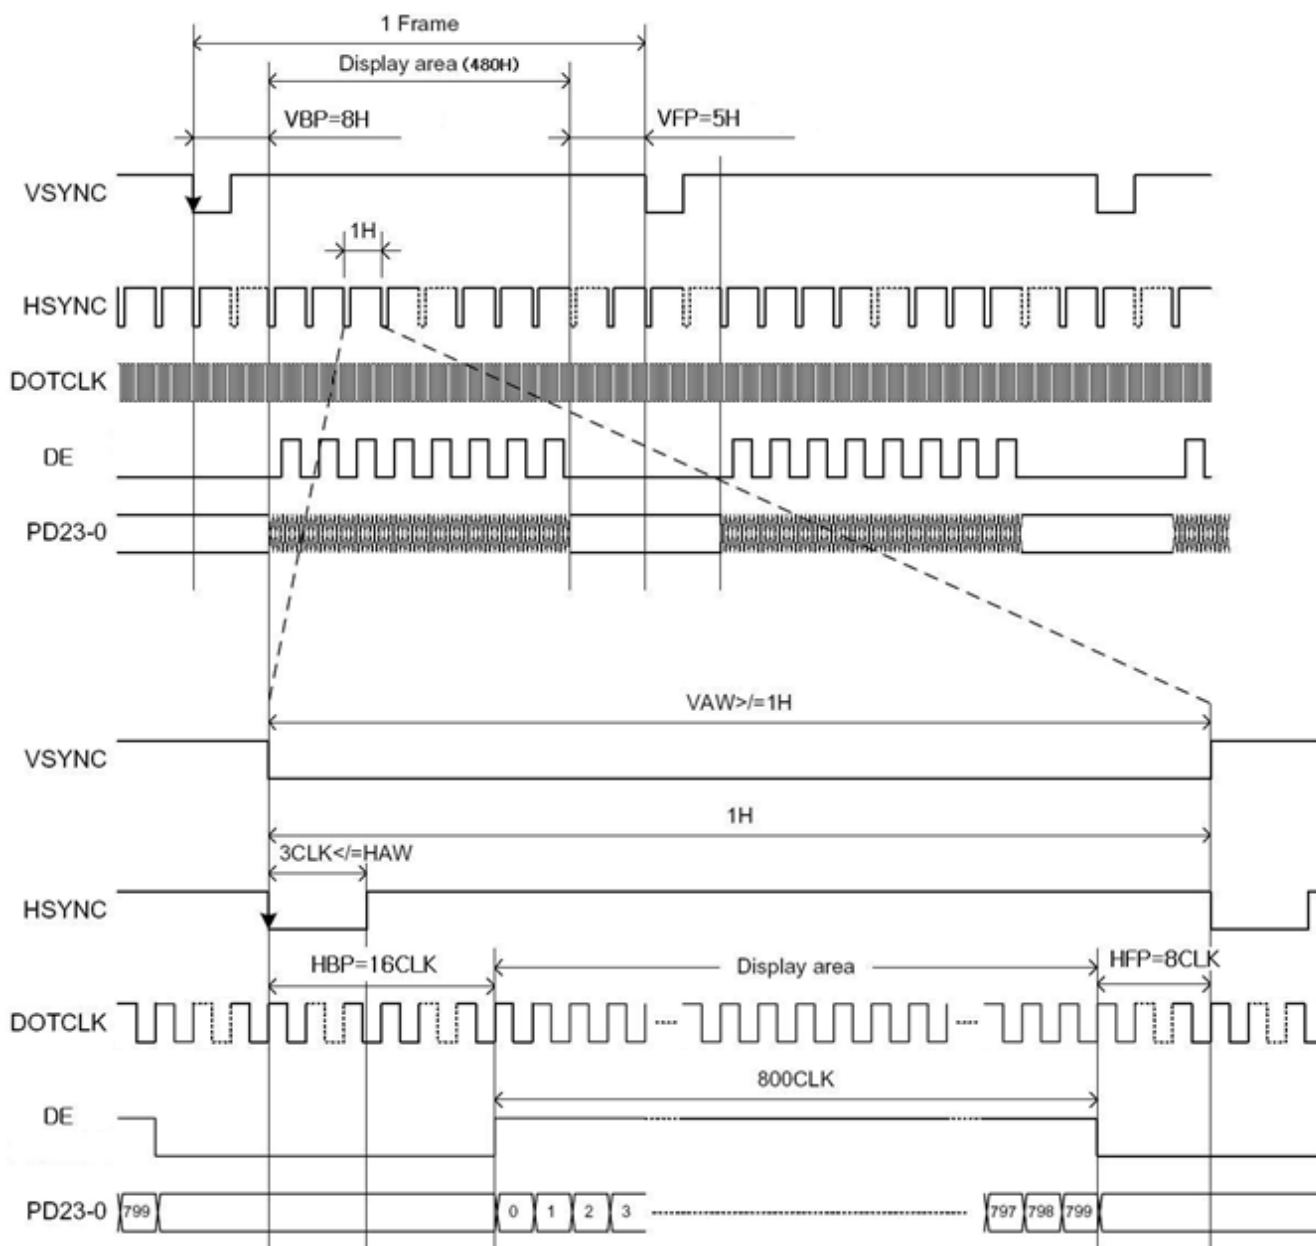 1 Frame
Display area (480H)
VBP=8H
VFP=5H
VSYNC
1H
HSYNC
DOTCLK
DE
PD23-0
VAW>/=1H
VSYNC
1H
3CLK</=HAW
HSYNC
HBP=16CLK
Display area
HFP=8CLK
DOTCLK
800CLK
DE
PD23-0
799
0
1
2
3
797
798
799